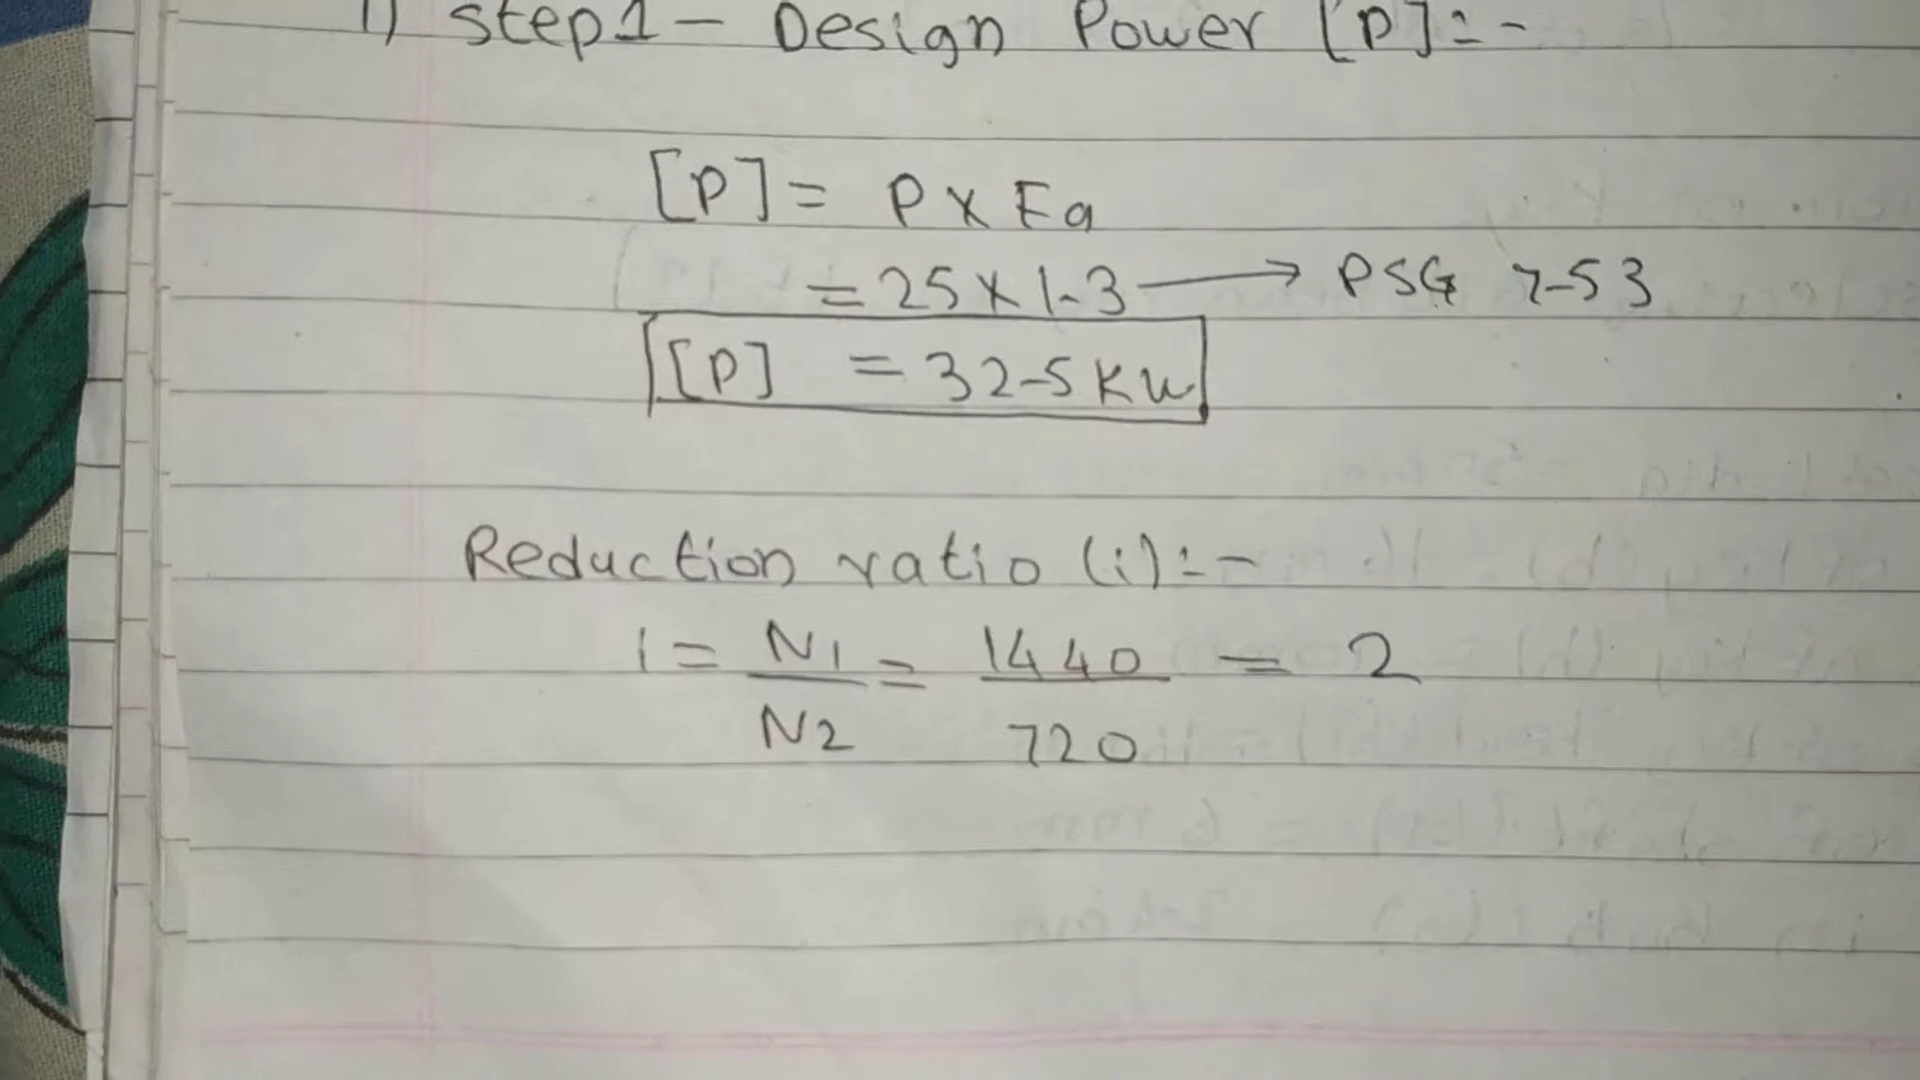 1) Step1 - Design Power [P]:-
[P] = P X Fa
= 25 X 1.3 → PSG 7.53
[P] = 32.5 Kw
Reduction ratio (i):-
i = N1/N2 = 1440/720 = 2